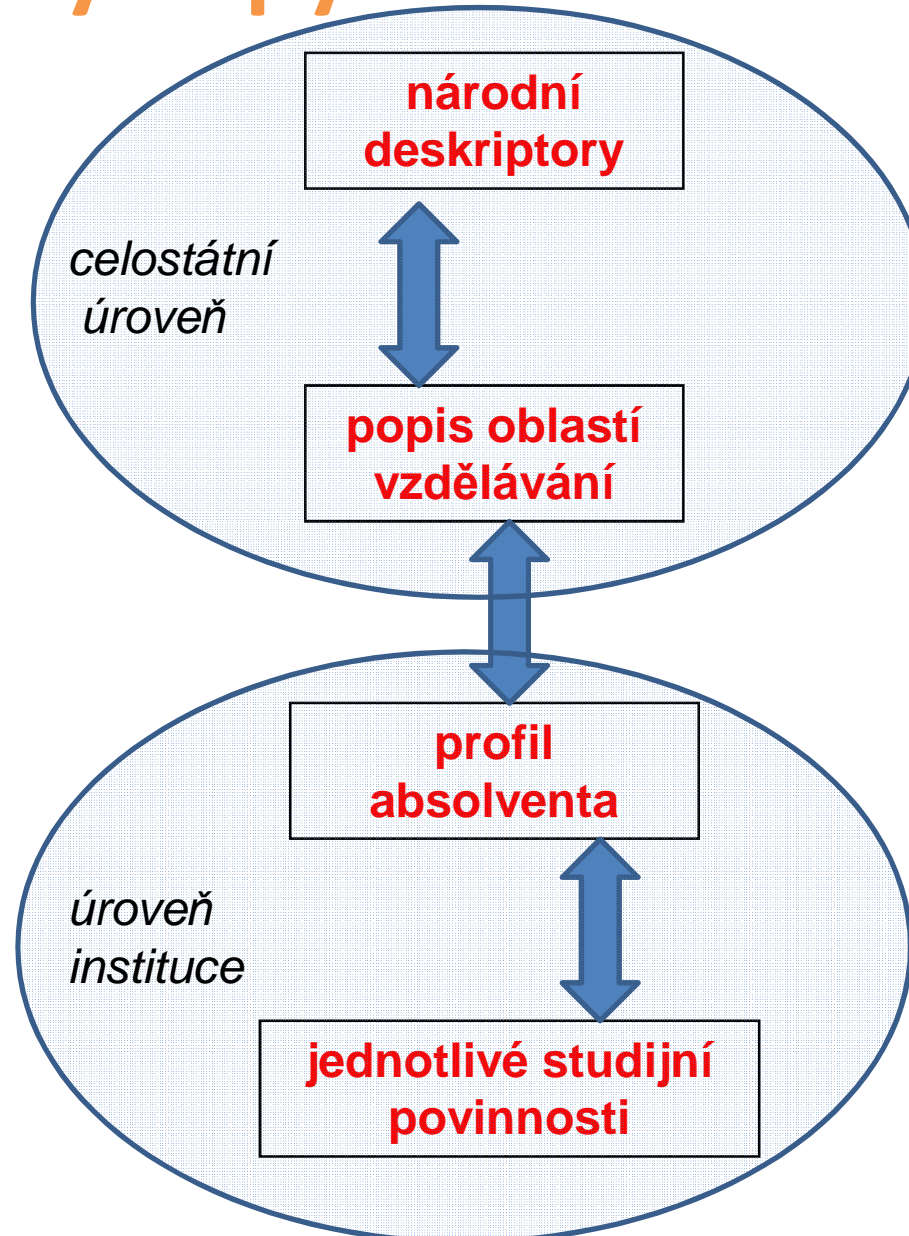 národní
deskriptory
celostátní
úroveň
popis oblastí
vzdělávání
profil
absolventa
úroveň
instituce
jednotlivé studijní
povinnosti